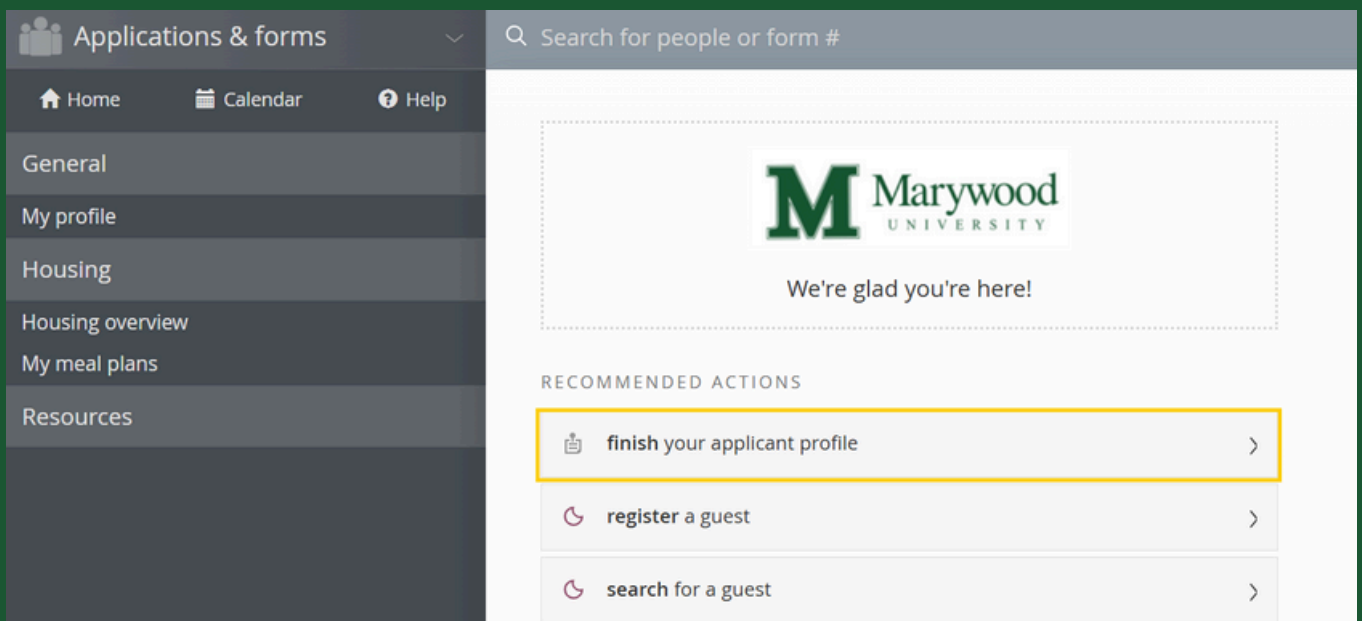 Applications & forms
Search for people or form #
Home
Calendar
Help
General
My profile
Housing
Housing overview
My meal plans
Resources
M Marywood
UNIVERSITY
We're glad you're here!
RECOMMENDED ACTIONS
finish your applicant profile
register a guest
search for a guest